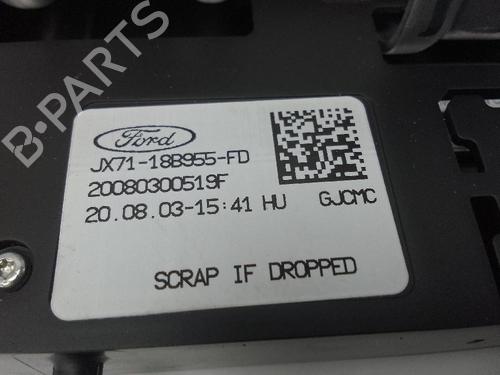 B-PARTS
Ford
JX71-18B955-FD
20080300519F
20.08.03-15:41 HU GJCMC
SCRAP IF DROPPED